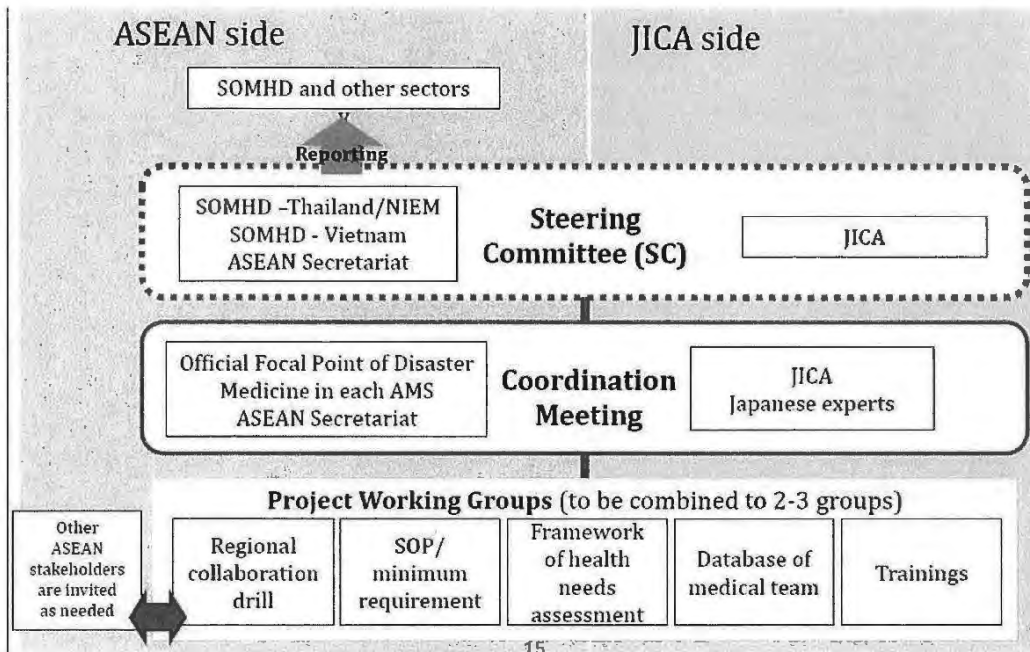 ASEAN side
JICA side
SOMHD and other sectors
Reporting
SOMHD –Thailand/NIEM
SOMHD - Vietnam
ASEAN Secretariat
Steering
Committee (SC)
JICA
Official Focal Point of Disaster
Medicine in each AMS
ASEAN Secretariat
Coordination
Meeting
JICA
Japanese experts
Project Working Groups (to be combined to 2-3 groups)
Other
ASEAN
stakeholders
are invited
as needed
Regional
collaboration
drill
SOP/
minimum
requirement
Framework
of health
needs
assessment
Database of
medical team
Trainings
15